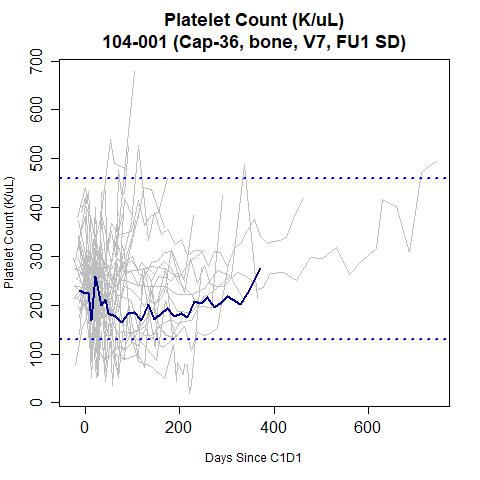 Platelet Count (K/uL)
104-001 (Cap-36, bone, V7, FU1 SD)
Platelet Count (K/uL)
700
600
500
400
300
200
100
0
0 200 400 600
Days Since C1D1